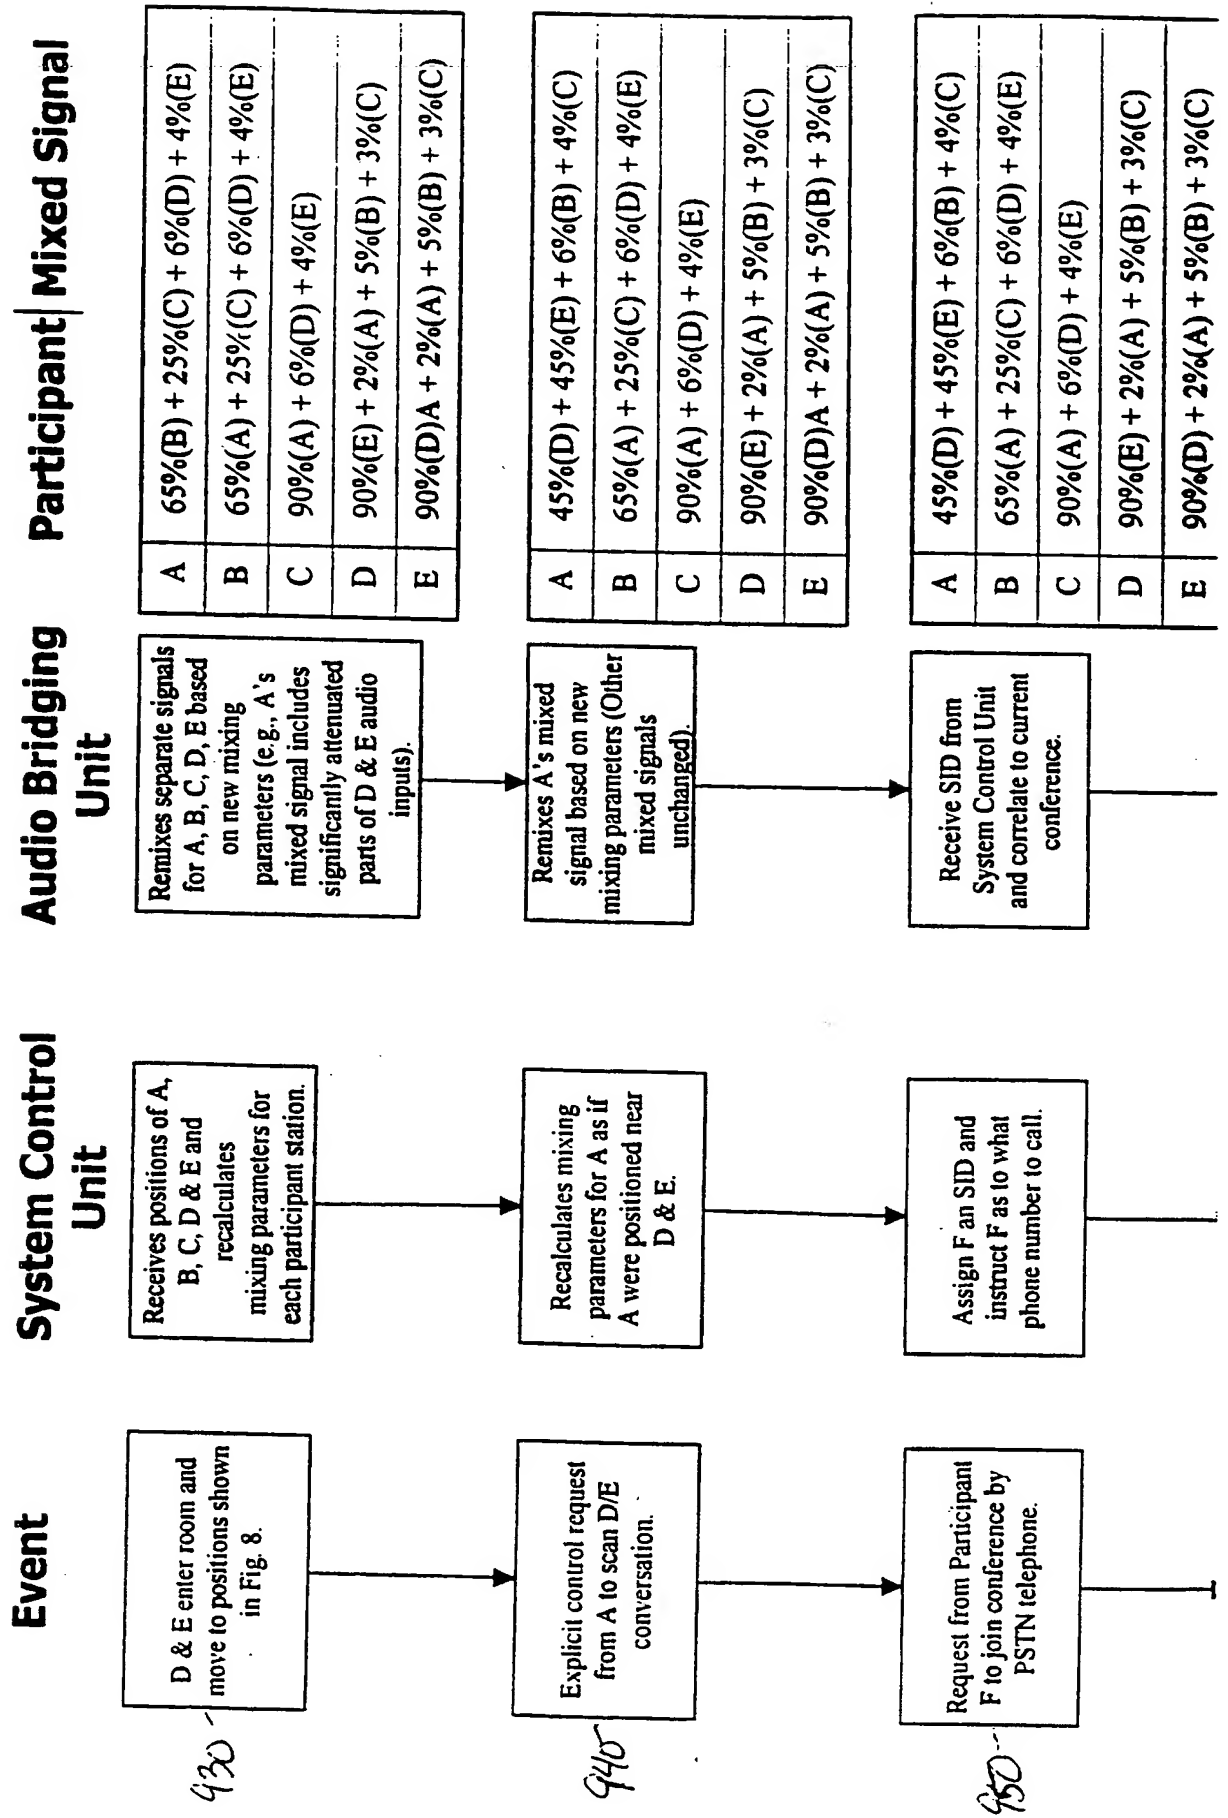 Event
System Control
Unit
Audio Bridging
Unit
Participant | Mixed Signal
930
D & E enter room and
move to positions shown
in Fig. 8.
Receives positions of A,
B, C, D & E and
recalculates
mixing parameters for
each participant station.
Remixes separate signals
for A, B, C, D, E based
on new mixing
parameters (e.g., A's
mixed signal includes
significantly attenuated
parts of D & E audio
inputs).
A 65%(B) + 25%(C) + 6%(D) + 4%(E)
B 65%(A) + 25%(C) + 6%(D) + 4%(E)
C 90%(A) + 6%(D) + 4%(E)
D 90%(E) + 2%(A) + 5%(B) + 3%(C)
E 90%(D)A + 2%(A) + 5%(B) + 3%(C)
940
Explicit control request
from A to scan D/E
conversation.
Recalculates mixing
parameters for A as if
A were positioned near
D & E.
Remixes A's mixed
signal based on new
mixing parameters (Other
mixed signals
unchanged).
A 45%(D) + 45%(E) + 6%(B) + 4%(C)
B 65%(A) + 25%(C) + 6%(D) + 4%(E)
C 90%(A) + 6%(D) + 4%(E)
D 90%(E) + 2%(A) + 5%(B) + 3%(C)
E 90%(D)A + 2%(A) + 5%(B) + 3%(C)
950
Request from Participant
F to join conference by
PSTN telephone.
Assign F an SID and
instruct F as to what
phone number to call.
Receive SID from
System Control Unit
and correlate to current
conference.
A 45%(D) + 45%(E) + 6%(B) + 4%(C)
B 65%(A) + 25%(C) + 6%(D) + 4%(E)
C 90%(A) + 6%(D) + 4%(E)
D 90%(E) + 2%(A) + 5%(B) + 3%(C)
E 90%(D) + 2%(A) + 5%(B) + 3%(C)